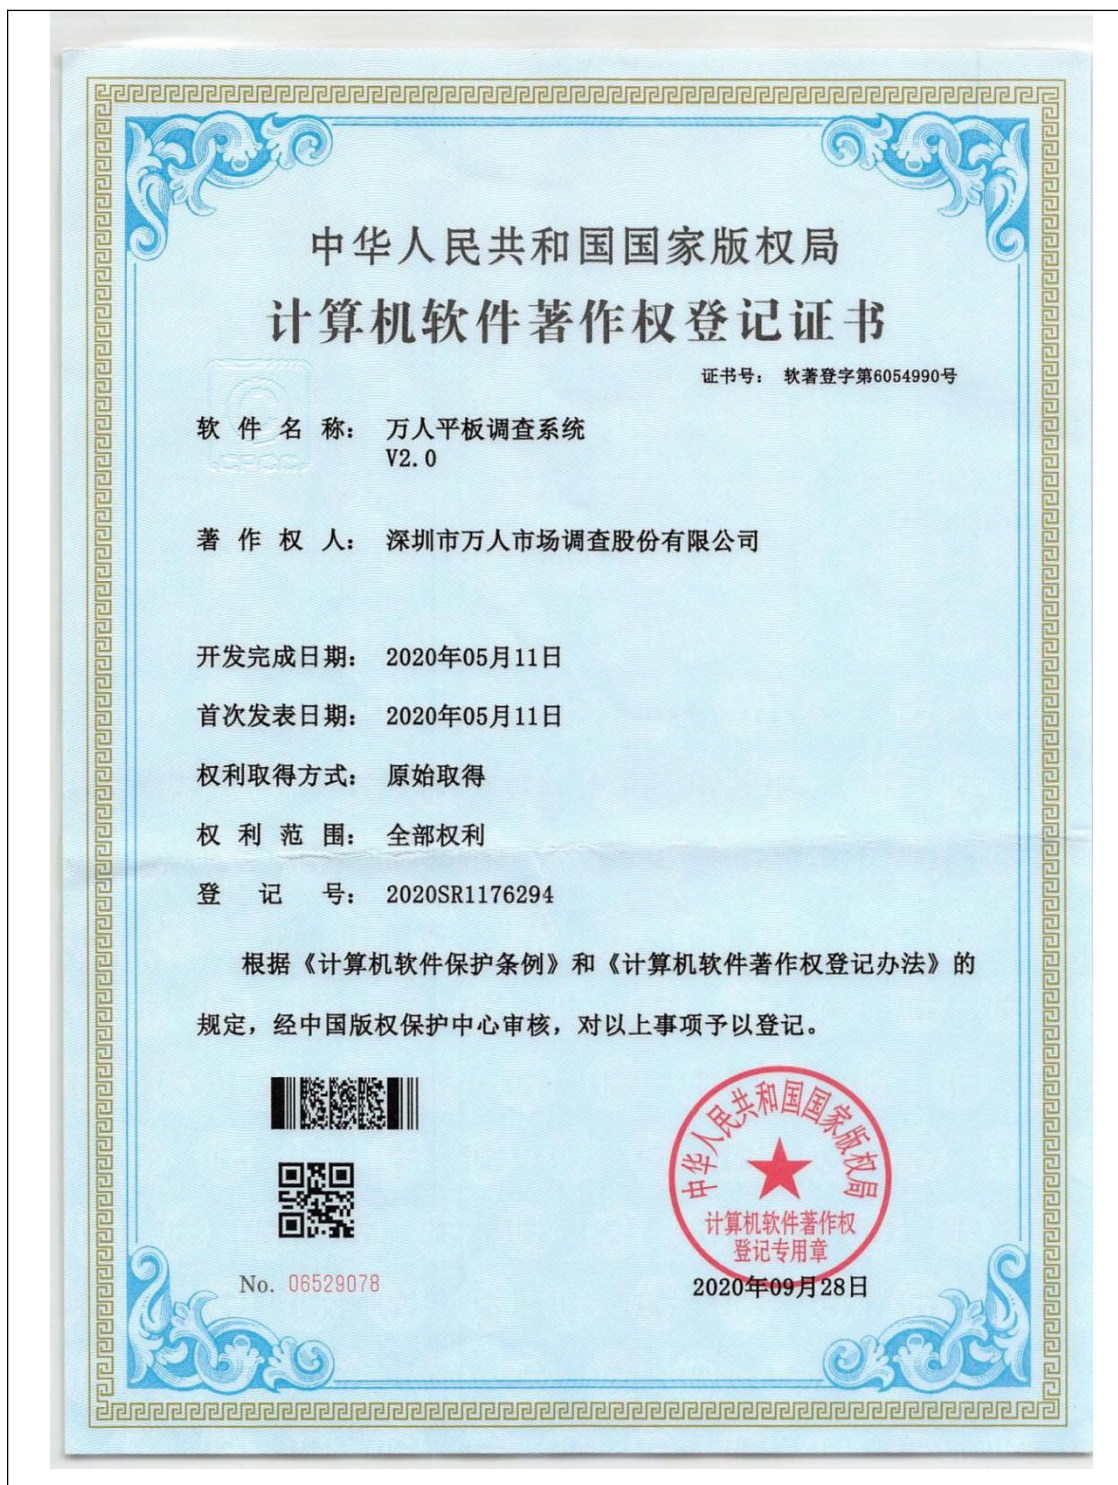 中华人民共和国国家版权局
计算机软件著作权登记证书
证书号： 软著登字第6054990号
CPCC
软件名称： 万人平板调查系统
V2.0
著作权人： 深圳市万人市场调查股份有限公司
开发完成日期： 2020年05月11日
首次发表日期： 2020年05月11日
权利取得方式： 原始取得
权利范围： 全部权利
登记号： 2020SR1176294
根据《计算机软件保护条例》和《计算机软件著作权登记办法》的
规定，经中国版权保护中心审核，对以上事项予以登记。
中华人民共和国国家版权局
计算机软件著作权
登记专用章
No. 06529078
2020年09月28日